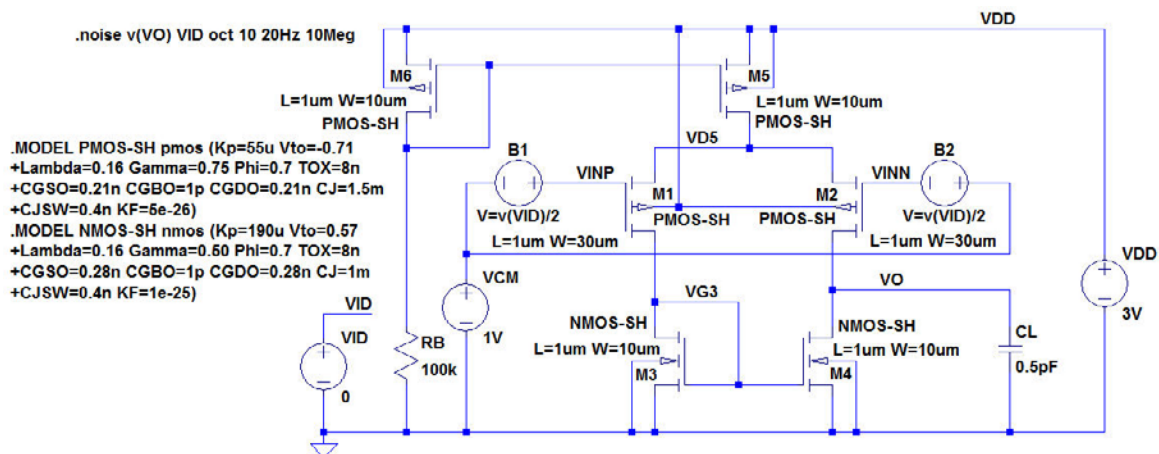 .noise v(VO) VID oct 10 20Hz 10Meg
VDD
M6
L=1um W=10um
PMOS-SH
M5
L=1um W=10um
PMOS-SH
.MODEL PMOS-SH pmos (Kp=55u Vto=-0.71
+Lambda=0.16 Gamma=0.75 Phi=0.7 TOX=8n
+CGSO=0.21n CGBO=1p CGDO=0.21n CJ=1.5m
+CJSW=0.4n KF=5e-26)
.MODEL NMOS-SH nmos (Kp=190u Vto=0.57
+Lambda=0.16 Gamma=0.50 Phi=0.7 TOX=8n
+CGSO=0.28n CGBO=1p CGDO=0.28n CJ=1m
+CJSW=0.4n KF=1e-25)
VD5
B1
VINP
V=v(VID)/2
M1
PMOS-SH
L=1um W=30um
M2
PMOS-SH
L=1um W=30um
VINN
B2
V=v(VID)/2
VCM
1V
VG3
VO
VDD
3V
VID
VID
0
RB
100k
NMOS-SH
L=1um W=10um
M3
NMOS-SH
L=1um W=10um
M4
CL
0.5pF